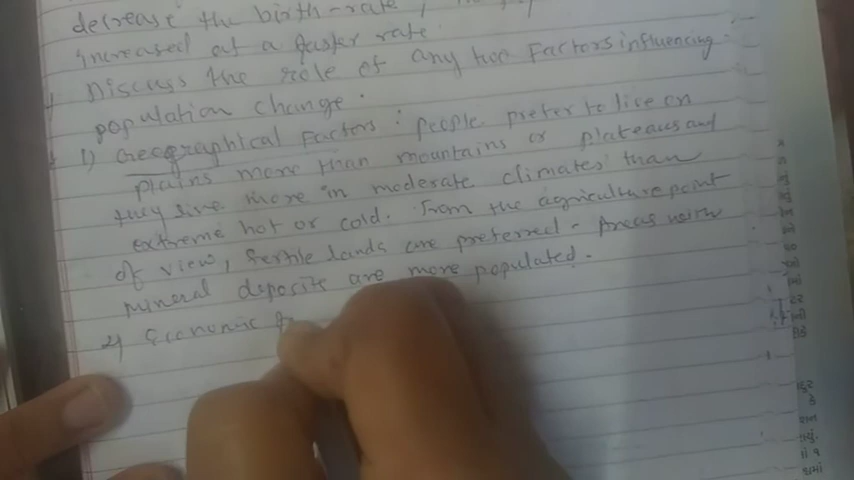 decrease the birth-rate,
increased at a faster rate.
Discuss the role of any two Factors influencing
population change.
1) Geographical Factors : people prefer to live on
plains more than mountains or plateaus and
they live more in moderate climates than
extreme hot or cold. From the agriculture point
of view, fertile lands are preferred - Areas with
mineral deposits are more populated.
2) Economic